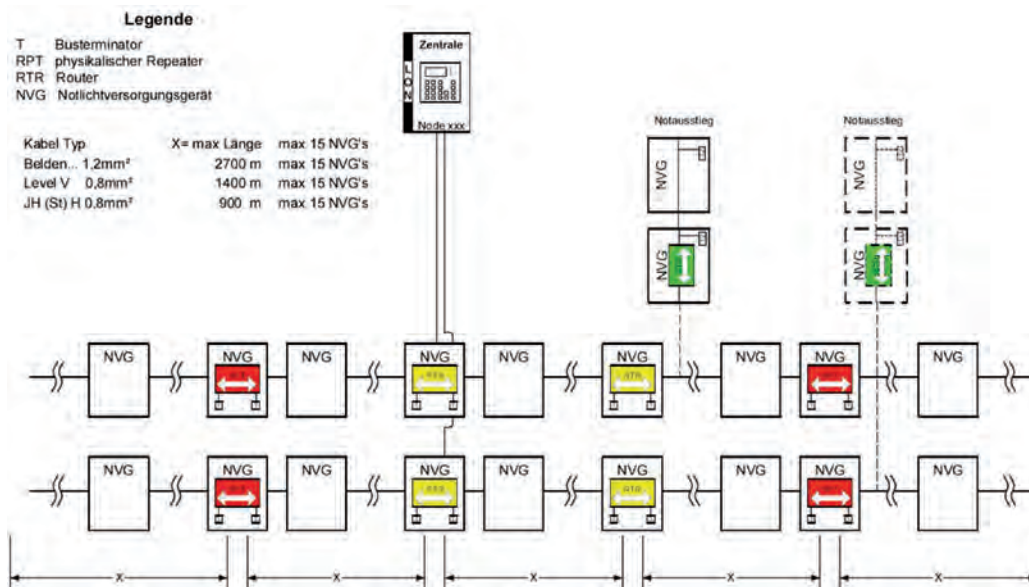 Legende
T Busterminator
RPT physikalischer Repeater
RTR Router
NVG Notlichtversorgungsgerät
Kabel Typ X= max Länge max 15 NVG's
Belden... 1,2mm² 2700 m max 15 NVG's
Level V 0,8mm² 1400 m max 15 NVG's
JH (St) H 0,8mm² 900 m max 15 NVG's
Zentrale
LON
Node xxx
Notausstieg Notausstieg
NVG NVG
NVG NVG
NVG NVG NVG NVG NVG NVG NVG NVG NVG
RTR RTR
NVG NVG NVG NVG NVG NVG NVG NVG NVG
RTR RTR
X X X X X